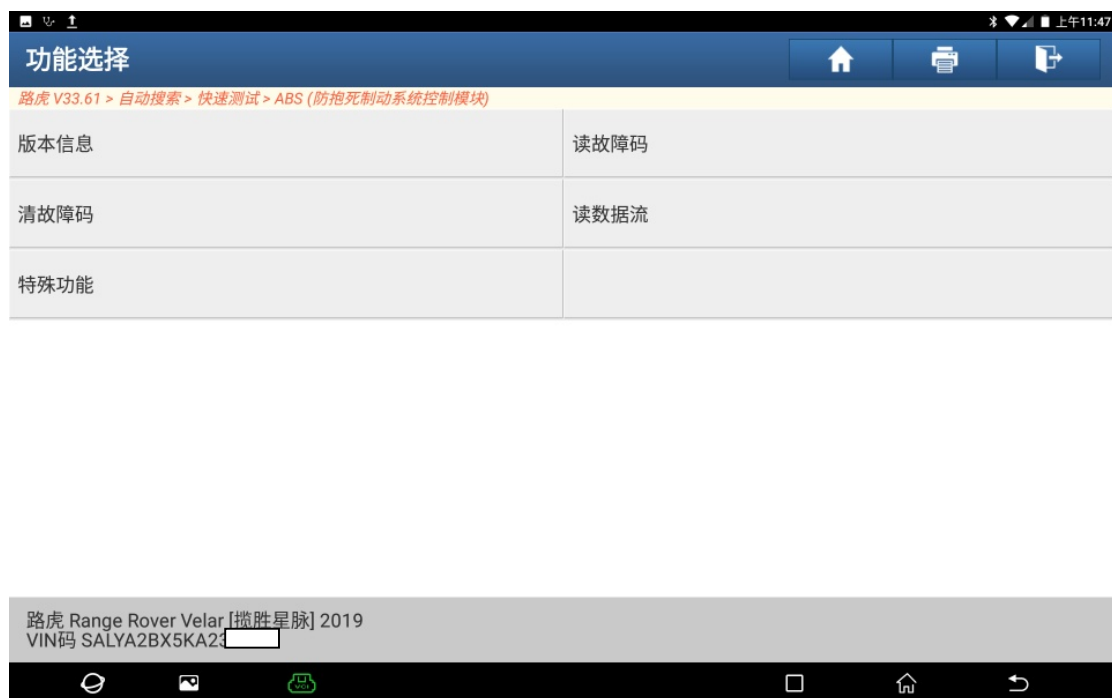 上午11:47
功能选择
路虎 V33.61 > 自动搜索 > 快速测试 > ABS (防抱死制动系统控制模块)
版本信息
读故障码
清故障码
读数据流
特殊功能
路虎 Range Rover Velar [揽胜星脉] 2019
VIN码 SALYA2BX5KA23